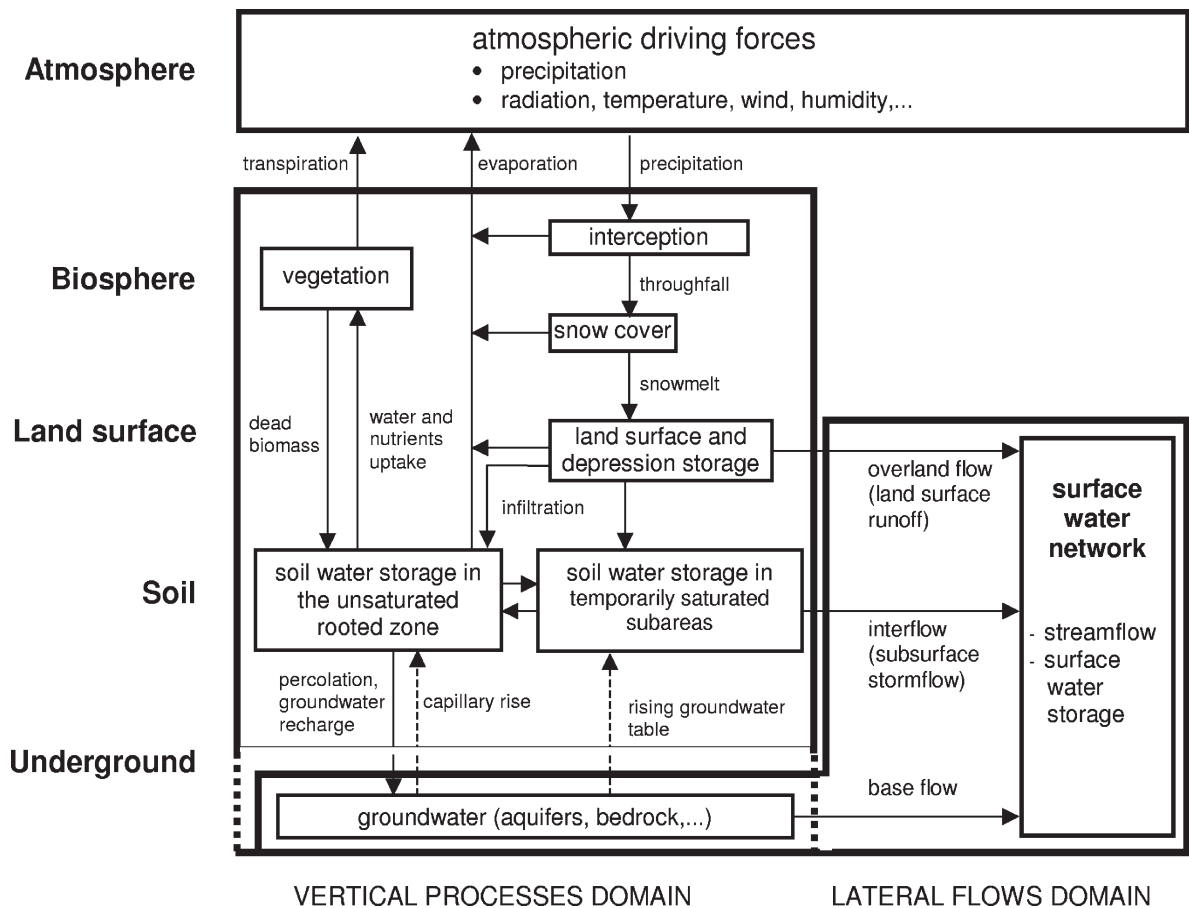 atmospheric driving forces
Atmosphere
• precipitation
• radiation, temperature, wind, humidity,...
transpiration
evaporation
precipitation
interception
Biosphere
vegetation
throughfall
snow cover
snowmelt
Land surface
dead
biomass
water and
nutrients
uptake
land surface and
depression storage
overland flow
(land surface
runoff)
surface
water
network
infiltration
Soil
soil water storage in
the unsaturated
rooted zone
soil water storage in
temporarily saturated
subareas
interflow
(subsurface
stormflow)
- streamflow
- surface
water
storage
percolation,
groundwater
recharge
capillary rise
rising groundwater
table
Underground
base flow
groundwater (aquifers, bedrock,...)
VERTICAL PROCESSES DOMAIN
LATERAL FLOWS DOMAIN